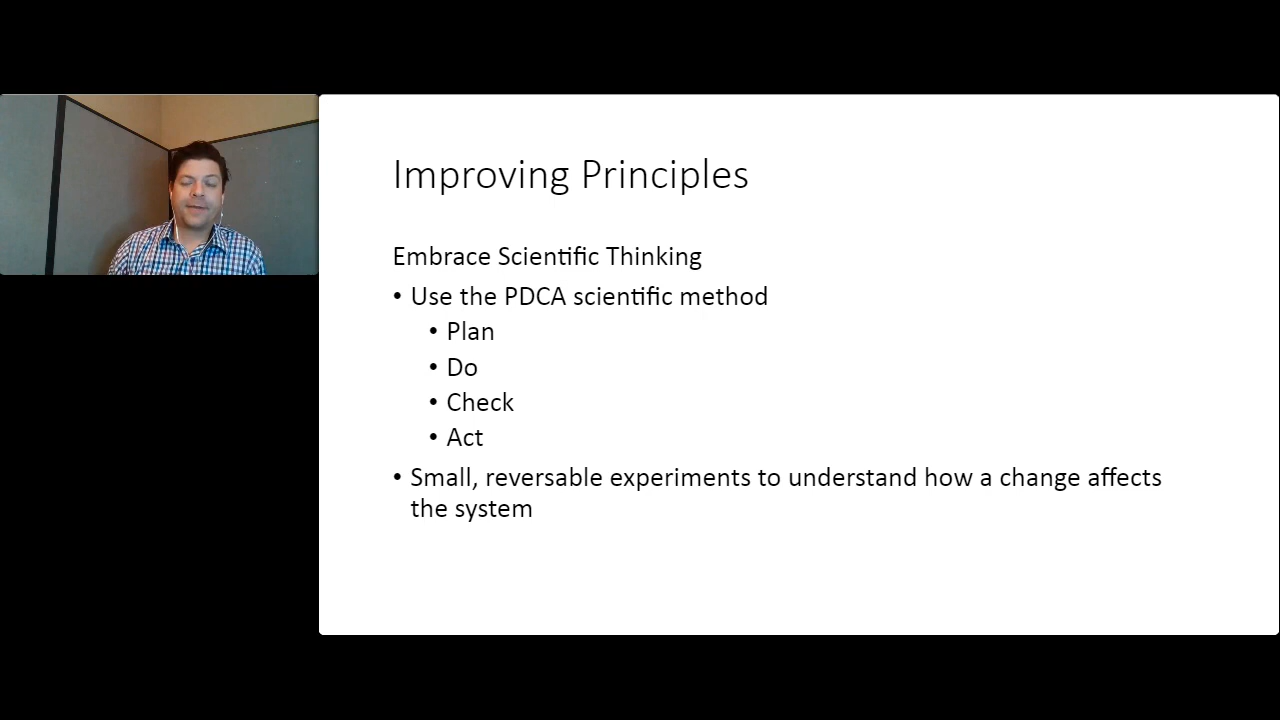 Improving Principles
Embrace Scientific Thinking
• Use the PDCA scientific method
• Plan
• Do
• Check
• Act
• Small, reversable experiments to understand how a change affects
the system